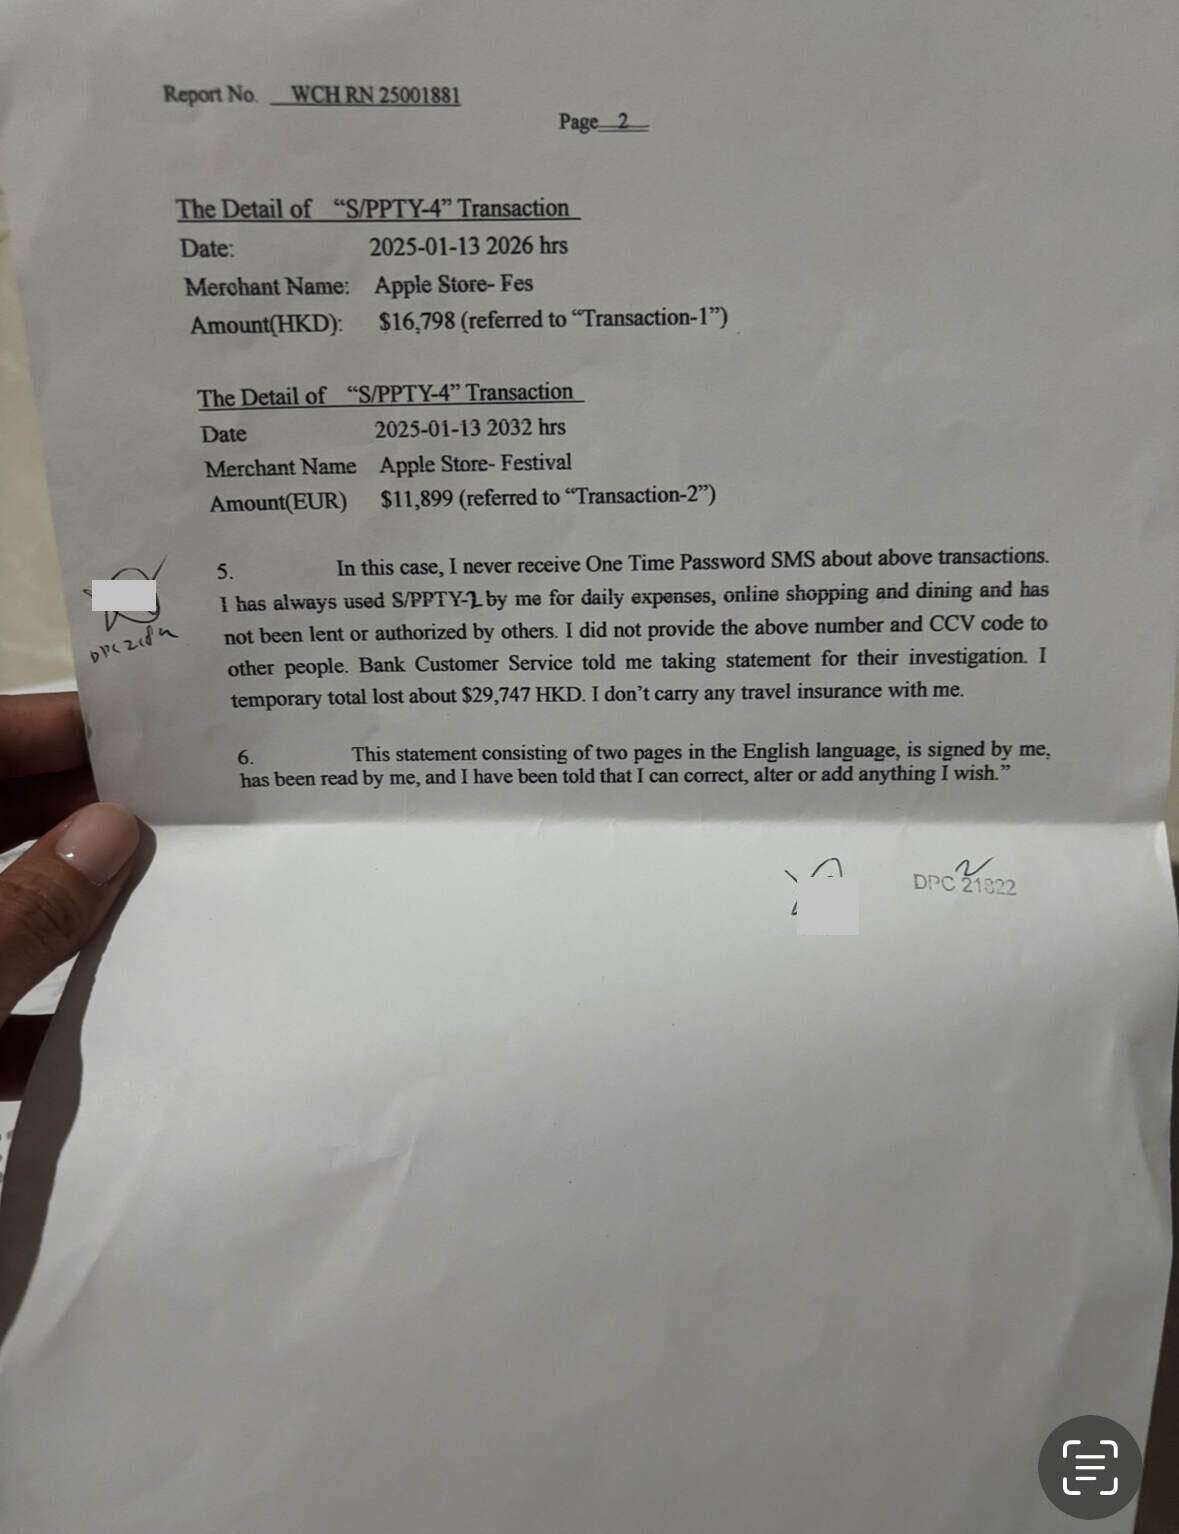 Report No. WCH RN 25001881
Page 2
The Detail of “S/PPTY-4” Transaction
Date: 2025-01-13 2026 hrs
Merchant Name: Apple Store- Fes
Amount(HKD): $16,798 (referred to “Transaction-1”)
The Detail of “S/PPTY-4” Transaction
Date 2025-01-13 2032 hrs
Merchant Name Apple Store- Festival
Amount(EUR) $11,899 (referred to “Transaction-2”)
5. In this case, I never receive One Time Password SMS about above transactions.
I has always used S/PPTY-2 by me for daily expenses, online shopping and dining and has
not been lent or authorized by others. I did not provide the above number and CCV code to
other people. Bank Customer Service told me taking statement for their investigation. I
temporary total lost about $29,747 HKD. I don’t carry any travel insurance with me.
6. This statement consisting of two pages in the English language, is signed by me,
has been read by me, and I have been told that I can correct, alter or add anything I wish.”
DPC